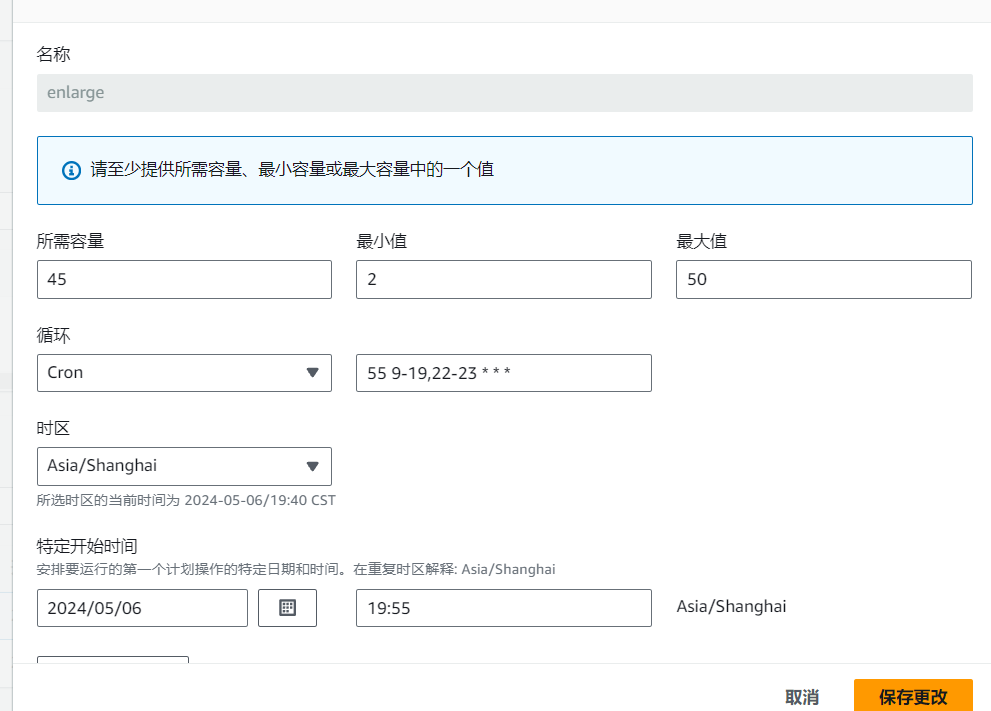 名称
enlarge
请至少提供所需容量、最小容量或最大容量中的一个值
所需容量 最小值 最大值
45 2 50
循环
Cron 55 9-19,22-23 * * *
时区
Asia/Shanghai
所选时区的当前时间为 2024-05-06/19:40 CST
特定开始时间
安排要运行的第一个计划操作的特定日期和时间。在重复时区解释: Asia/Shanghai
2024/05/06 19:55 Asia/Shanghai
取消 保存更改